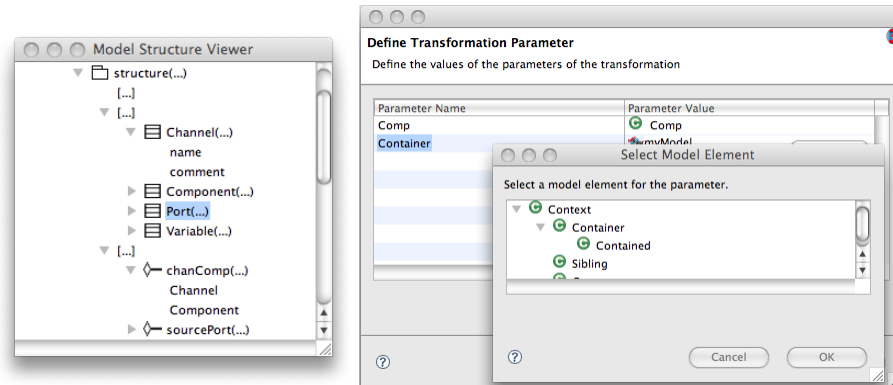 Model Structure Viewer
structure(...)
[...]
[...]
Channel(...)
name
comment
Component(...)
Port(...)
Variable(...)
[...]
chanComp(...)
Channel
Component
sourcePort(...)
Define Transformation Parameter
Define the values of the parameters of the transformation
Parameter Name Parameter Value
Comp C Comp
Container myModel
Select Model Element
Select a model element for the parameter.
C Context
C Container
C Contained
C Sibling
?
?
Cancel OK